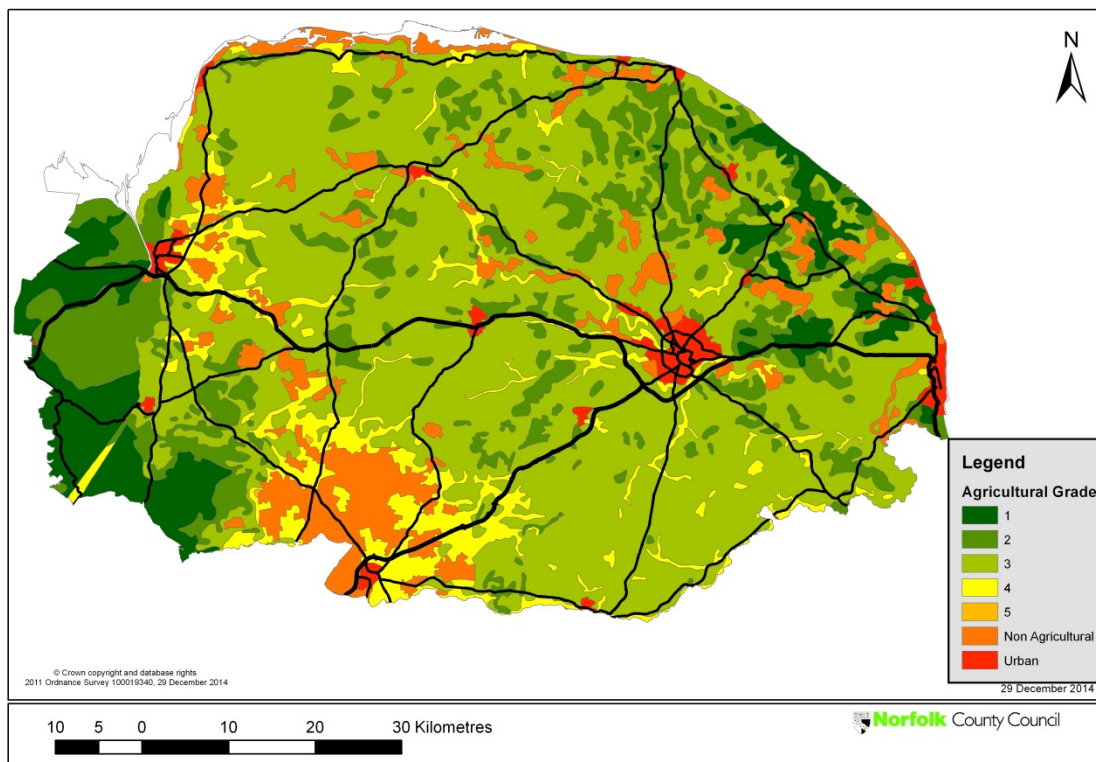 N
Legend
Agricultural Grade
1
2
3
4
5
Non Agricultural
Urban
© Crown copyright and database rights
2011 Ordnance Survey 100019340, 29 December 2014
29 December 2014
10 5 0 10 20 30 Kilometres
Norfolk County Council